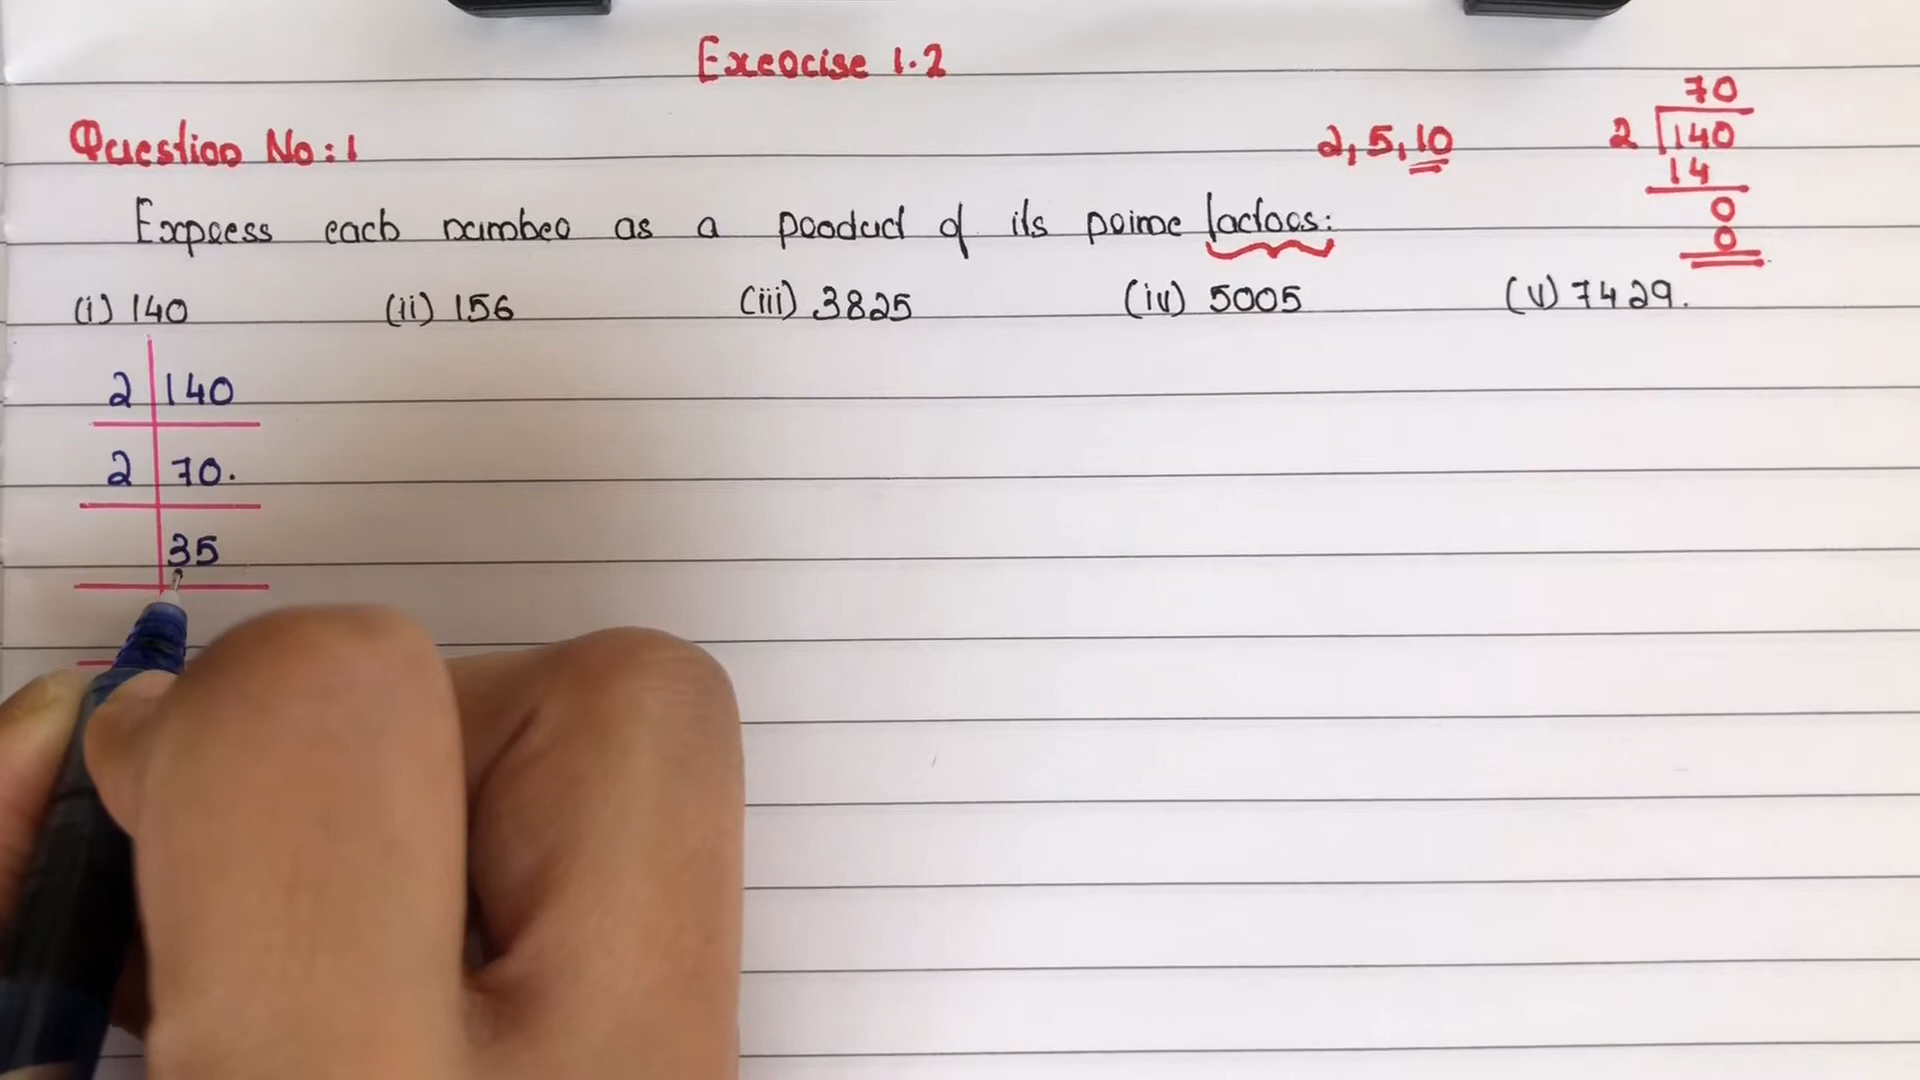 Exercise 1.2
Question No:1
2, 5, 10
Express each number as a product of its prime factors:
(i) 140 (ii) 156 (iii) 3825 (iv) 5005 (v) 7429.
70
2 140
14
0
0
2 140
2 70.
35